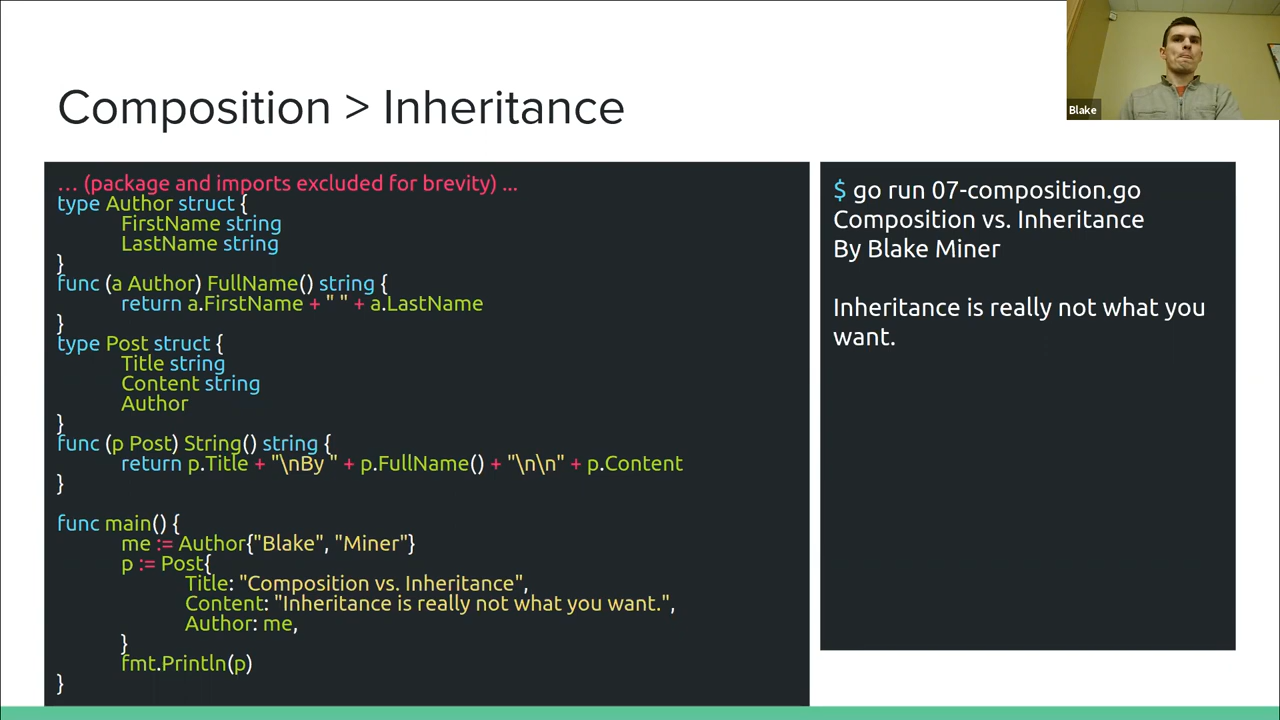 Composition > Inheritance
Blake
… (package and imports excluded for brevity) ...
type Author struct {
FirstName string
LastName string
}
func (a Author) FullName() string {
return a.FirstName + " " + a.LastName
}
type Post struct {
Title string
Content string
Author
}
func (p Post) String() string {
return p.Title + "\nBy " + p.FullName() + "\n\n" + p.Content
}
func main() {
me := Author{"Blake", "Miner"}
p := Post{
Title: "Composition vs. Inheritance",
Content: "Inheritance is really not what you want.",
Author: me,
}
fmt.Println(p)
}
$ go run 07-composition.go
Composition vs. Inheritance
By Blake Miner
Inheritance is really not what you
want.